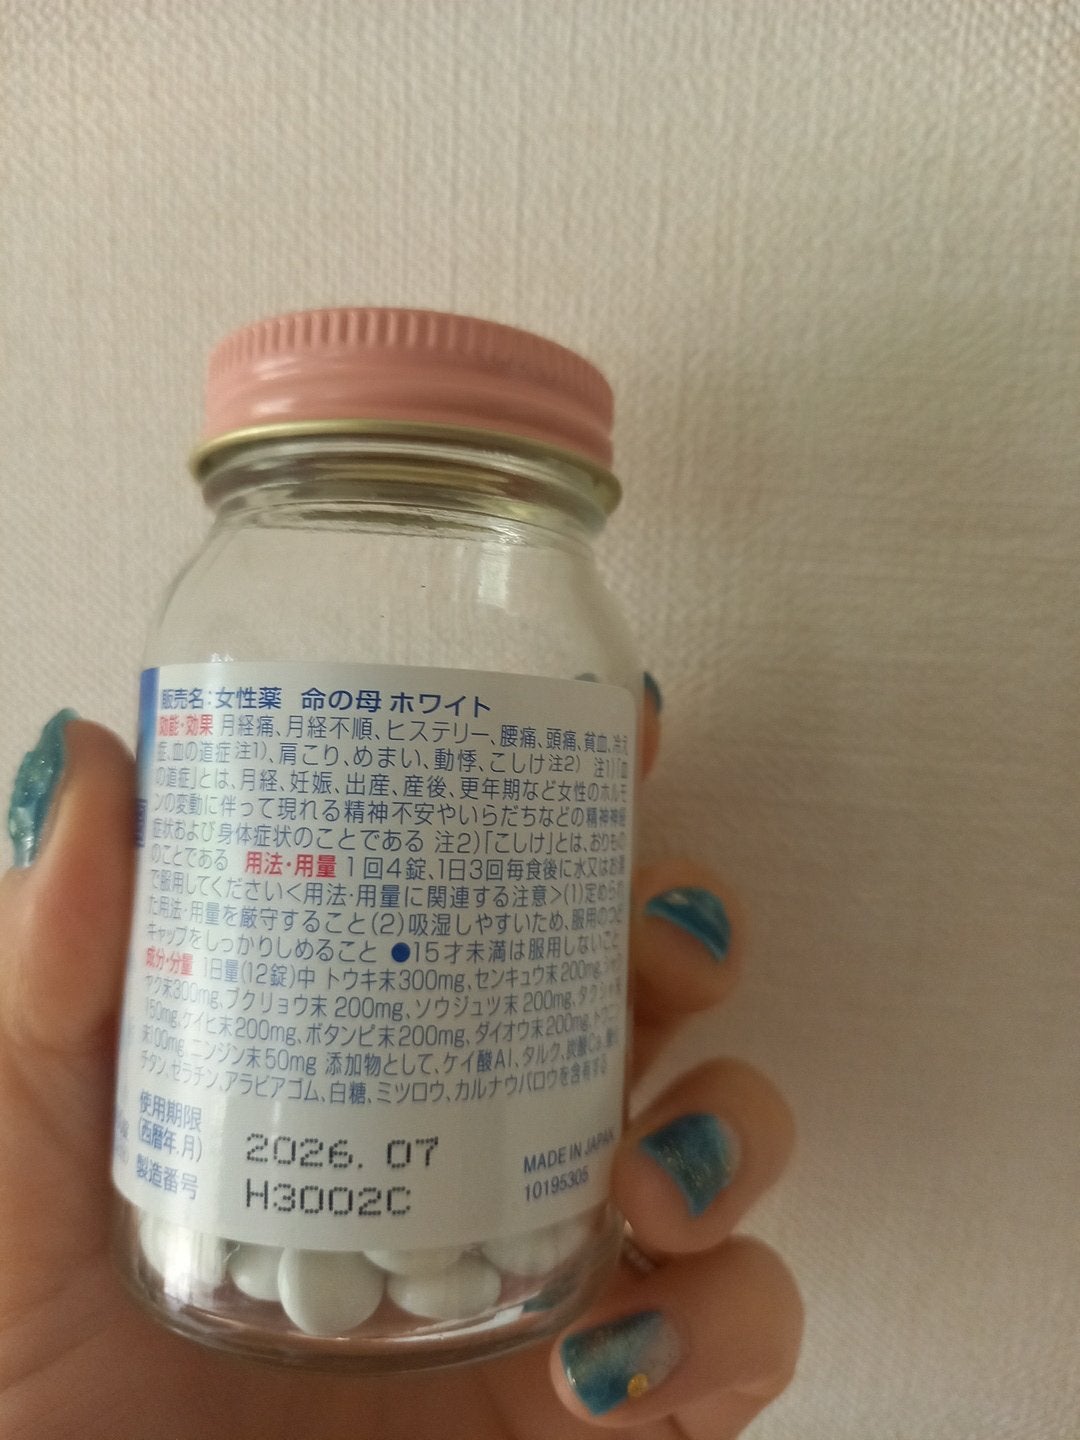 販売名:女性薬 命の母 ホワイト
効能・効果 月経痛、月経不順、ヒステリー、腰痛、頭痛、貧血、冷え
症、血の道症注1)、肩こり、めまい、動悸、こしけ注2) 注1)「血
の道症」とは、月経、妊娠、出産、産後、更年期など女性のホルモ
ンの変動に伴って現れる精神不安やいらだちなどの精神神経
症状および身体症状のことである 注2)「こしけ」とは、おりもの
のことである 用法・用量 1回4錠、1日3回毎食後に水又はお湯
で服用してください<用法・用量に関連する注意>(1)定められ
た用法・用量を厳守すること(2)吸湿しやすいため、服用のつど
キャップをしっかりしめること ●15才未満は服用しないこと
成分・分量 1日量(12錠)中 トウキ末300mg、センキュウ末200mg、シャク
ヤク末300mg、ブクリョウ末 200mg、ソウジュツ末 200mg、タクシャ末
150mg、ケイヒ末200mg、ボタンピ末200mg、ダイオウ末200mg、トウニン
末100mg、ニンジン末50mg 添加物として、ケイ酸Al、タルク、炭酸Ca、酸化
チタン、ゼラチン、アラビアゴム、白糖、ミツロウ、カルナウバロウを含有する
使用期限
(西暦年.月) 2026. 07
製造番号 H3002C
MADE IN JAPAN
10195305